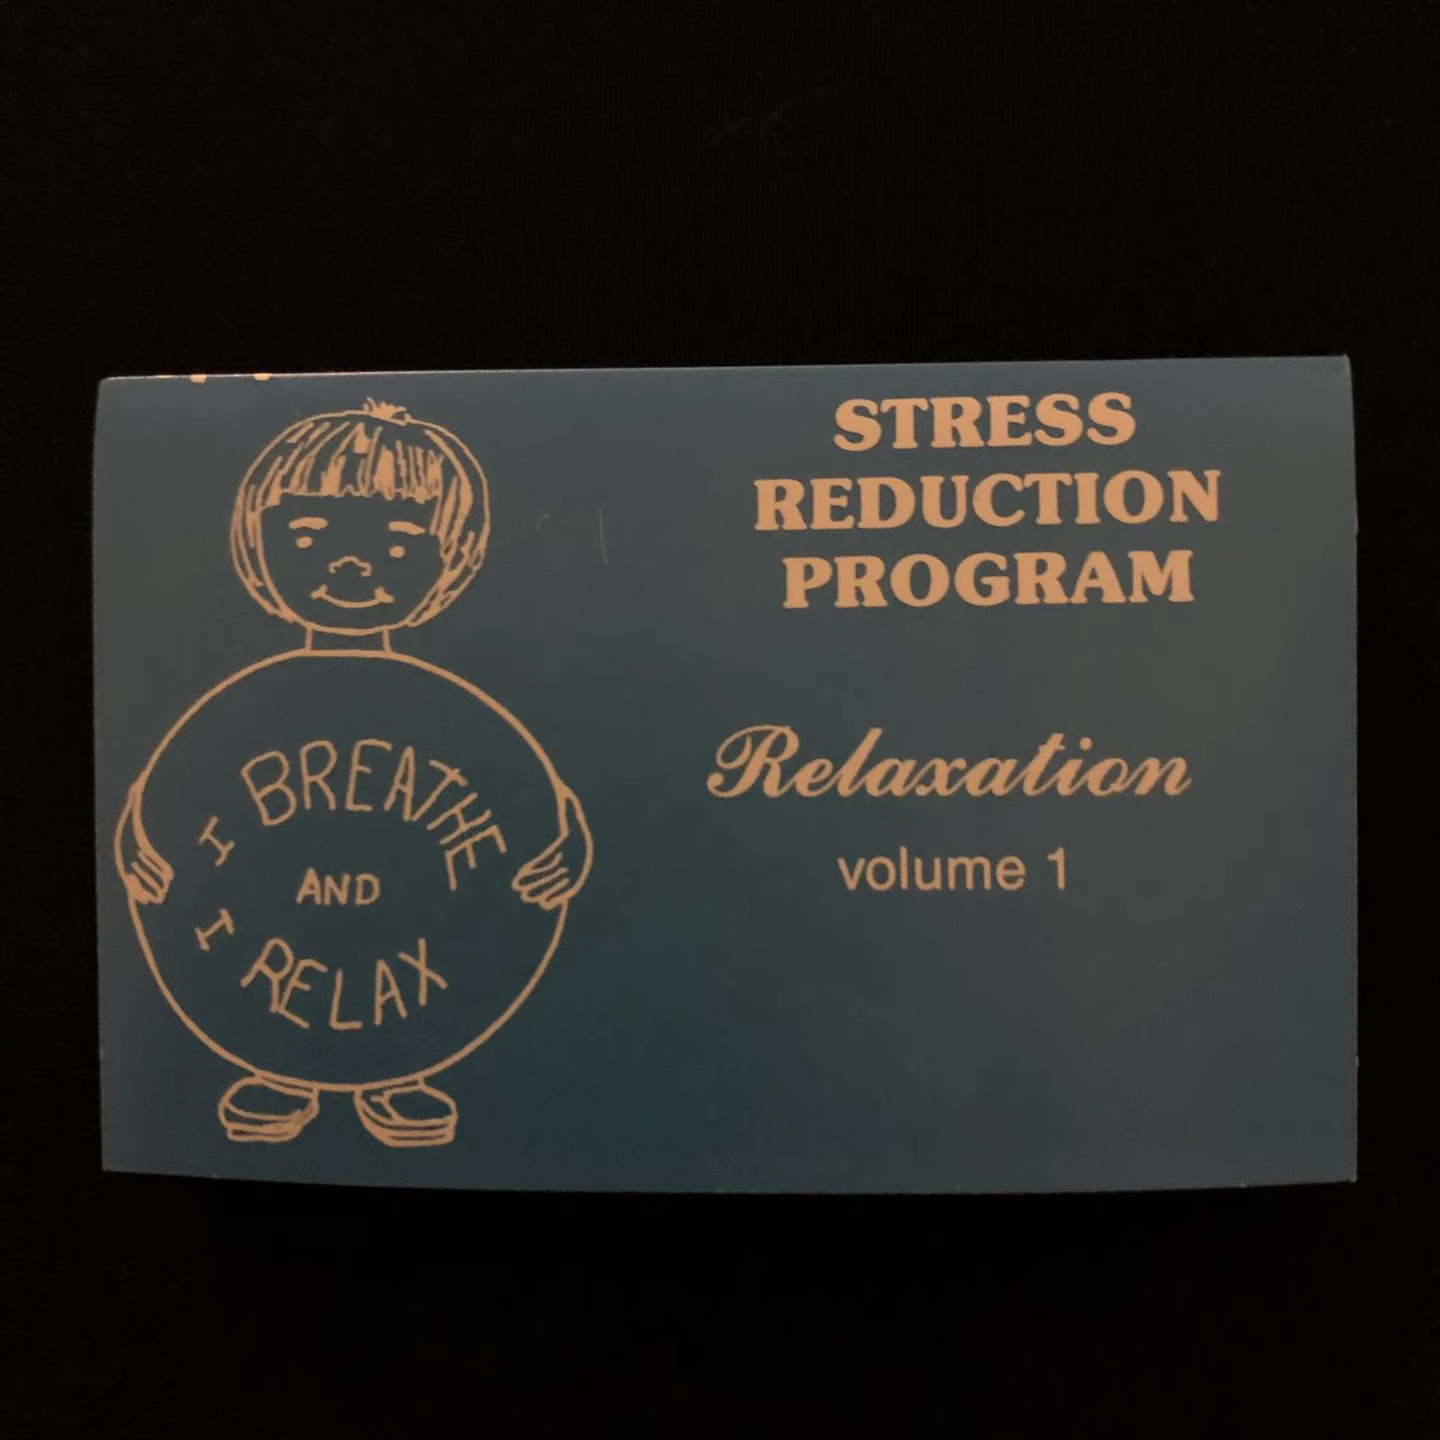 STRESS
REDUCTION
PROGRAM
Relaxation
volume 1
I BREATHE
AND
I RELAX